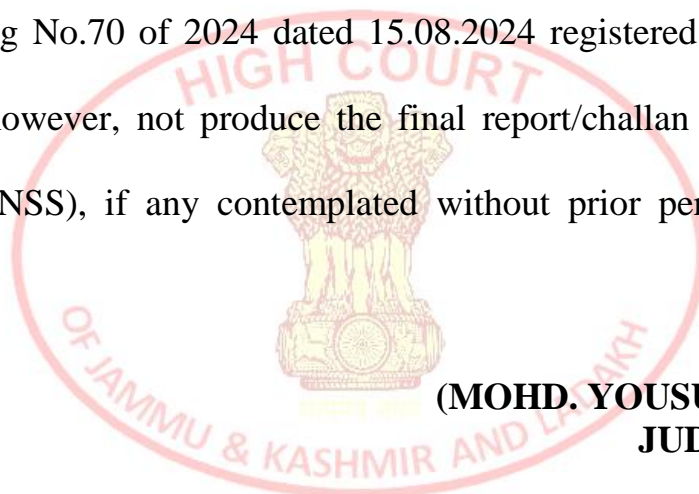 g No.70 of 2024 dated 15.08.2024 registered
HIGH COURT
owever, not produce the final report/challan
NSS), if any contemplated without prior per
(MOHD. YOUSU
JUD
OF JAMMU & KASHMIR AND LADAKH